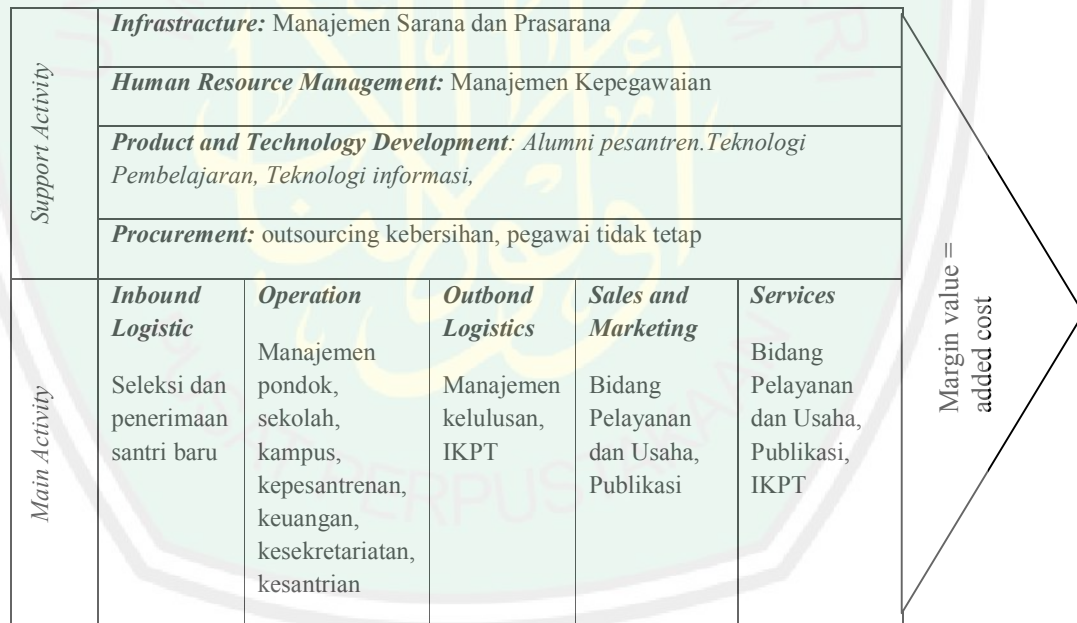 Support Activity
Infrastracture: Manajemen Sarana dan Prasarana
Human Resource Management: Manajemen Kepegawaian
Product and Technology Development: Alumni pesantren.Teknologi
Pembelajaran, Teknologi informasi,
Procurement: outsourcing kebersihan, pegawai tidak tetap
Main Activity
Inbound
Logistic
Seleksi dan
penerimaan
santri baru
Operation
Manajemen
pondok,
sekolah,
kampus,
kepesantrenan,
keuangan,
kesekretariatan,
kesantrian
Outbond
Logistics
Manajemen
kelulusan,
IKPT
Sales and
Marketing
Bidang
Pelayanan
dan Usaha,
Publikasi
Services
Bidang
Pelayanan
dan Usaha,
Publikasi,
IKPT
Margin value =
added cost